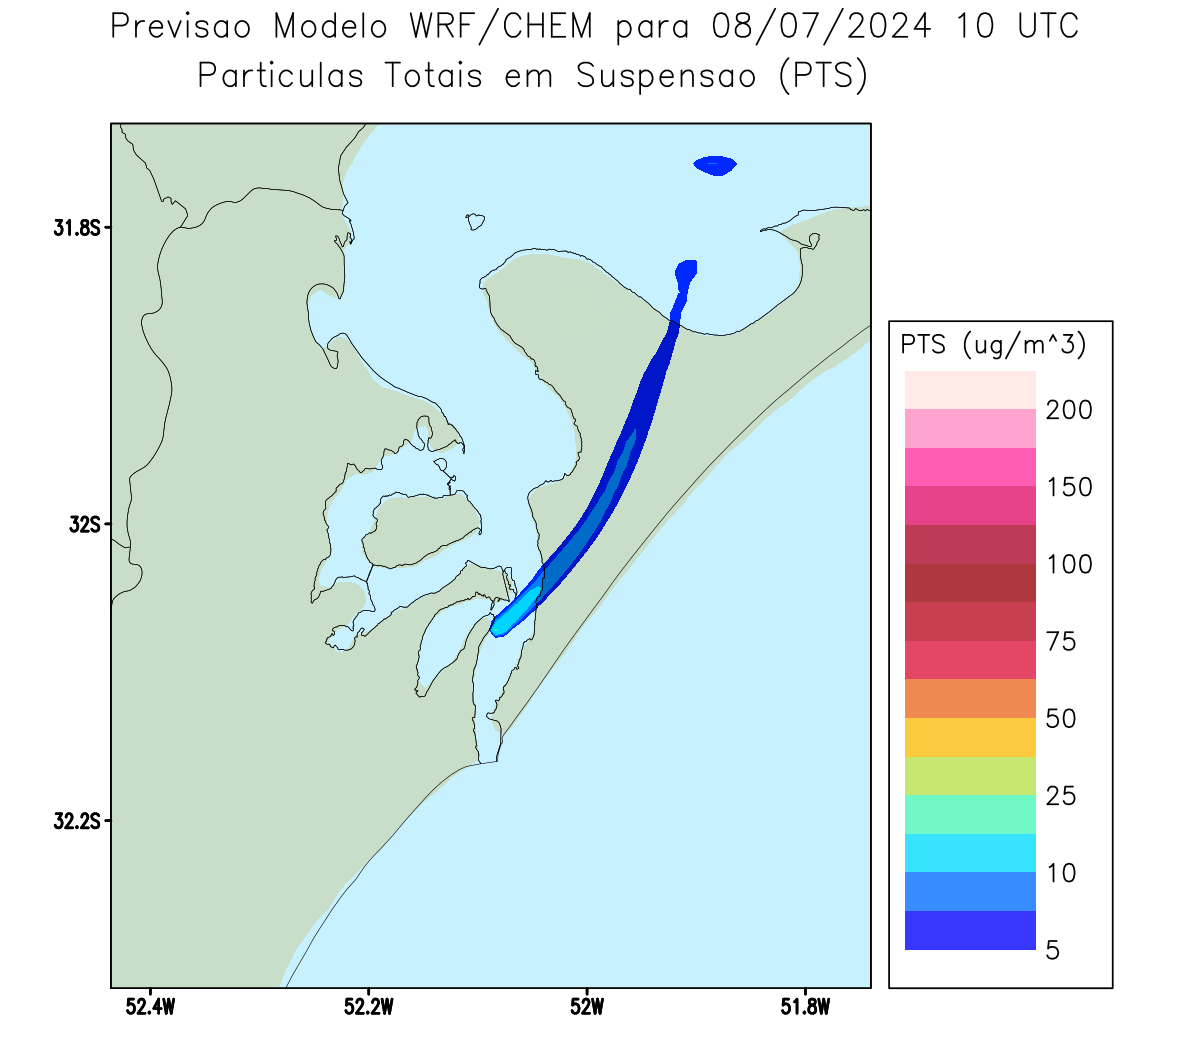 Previsao Modelo WRF/CHEM para 08/07/2024 10 UTC
Particulas Totais em Suspensao (PTS)
31.8S
32S
32.2S
52.4W
52.2W
52W
51.8W
PTS (ug/m^3)
200
150
100
75
50
25
10
5